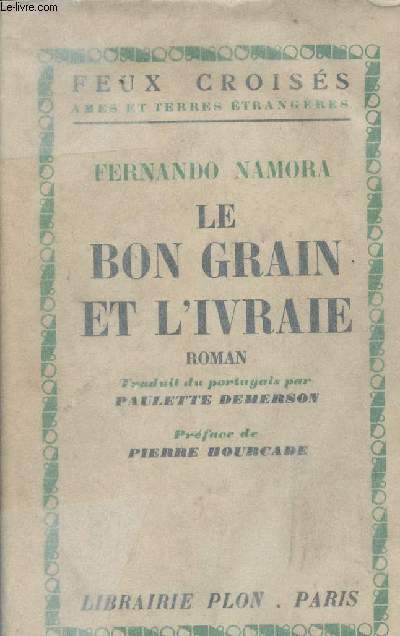 www.le-livre.com
FEUX CROISÉS
AMES ET TERRES ÉTRANGÈRES
FERNANDO NAMORA
LE
BON GRAIN
ET L'IVRAIE
ROMAN
Traduit du portugais par
PAULETTE DEMERSON
Préface de
PIERRE HOURCADE
LIBRAIRIE PLON . PARIS